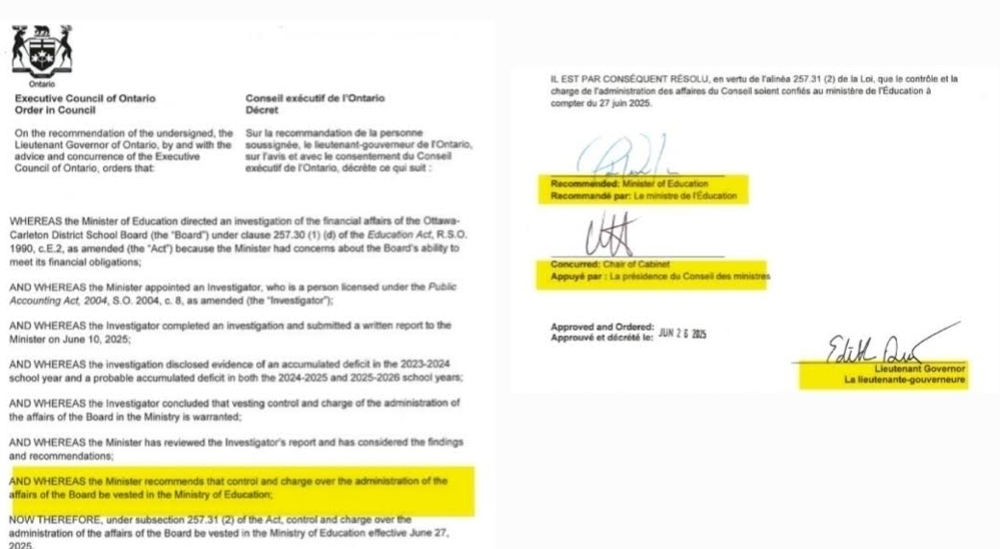 Ontario
Executive Council of Ontario
Order in Council
Conseil exécutif de l'Ontario
Décret
On the recommendation of the undersigned, the
Lieutenant Governor of Ontario, by and with the
advice and concurrence of the Executive
Council of Ontario, orders that:
Sur la recommandation de la personne
soussignée, le lieutenant-gouverneur de l'Ontario,
sur l'avis et avec le consentement du Conseil
exécutif de l'Ontario, décrète ce qui suit :
WHEREAS the Minister of Education directed an investigation of the financial affairs of the Ottawa-
Carleton District School Board (the "Board") under clause 257.30 (1) (d) of the Education Act, R.S.O.
1990, c.E.2, as amended (the "Act") because the Minister had concerns about the Board's ability to
meet its financial obligations;
AND WHEREAS the Minister appointed an Investigator, who is a person licensed under the Public
Accounting Act, 2004, S.O. 2004, c. 8, as amended (the "Investigator");
AND WHEREAS the Investigator completed an investigation and submitted a written report to the
Minister on June 10, 2025;
AND WHEREAS the investigation disclosed evidence of an accumulated deficit in the 2023-2024
school year and a probable accumulated deficit in both the 2024-2025 and 2025-2026 school years;
AND WHEREAS the Investigator concluded that vesting control and charge of the administration of
the affairs of the Board in the Ministry is warranted;
AND WHEREAS the Minister has reviewed the Investigator's report and has considered the findings
and recommendations;
AND WHEREAS the Minister recommends that control and charge over the administration of the
affairs of the Board be vested in the Ministry of Education;
NOW THEREFORE, under subsection 257.31 (2) of the Act, control and charge over the
administration of the affairs of the Board be vested in the Ministry of Education effective June 27,
2025.
IL EST PAR CONSÉQUENT RÉSOLU, en vertu de l'alinéa 257.31 (2) de la Loi, que le contrôle et la
charge de l'administration des affaires du Conseil soient confiés au ministère de l'Éducation à
compter du 27 juin 2025.
Recommended: Minister of Education
Recommandé par: Le ministre de l'Éducation
Concurred: Chair of Cabinet
Appuyé par : La présidence du Conseil des ministres
Approved and Ordered: JUN 26 2025
Approuvé et décrété le:
Edith
Lieutenant Governor
La lieutenante-gouverneure